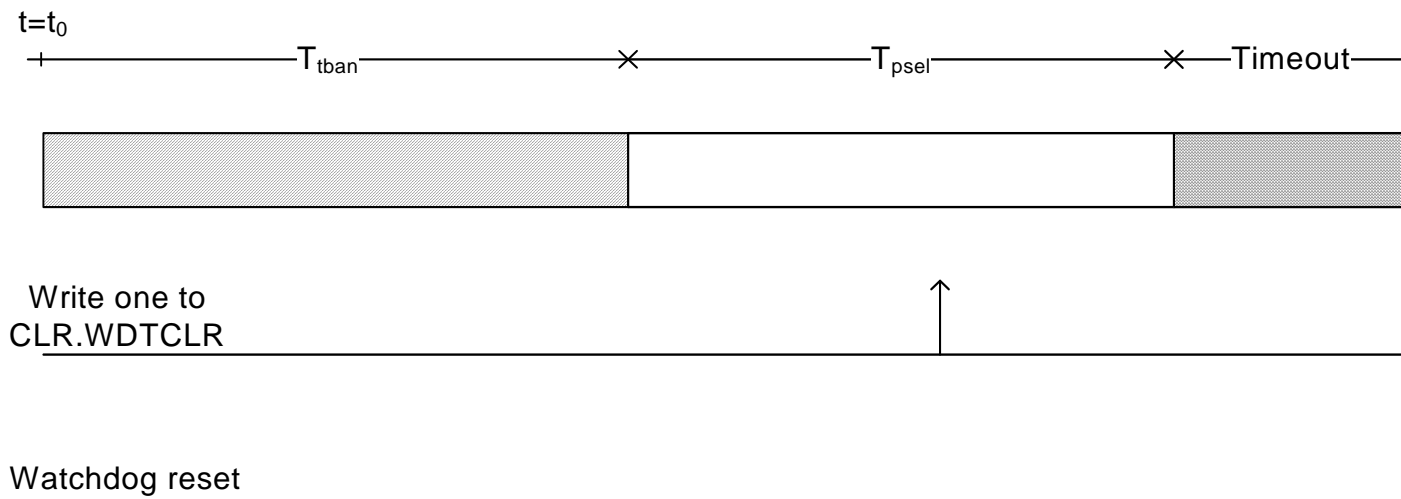 t=t0
Ttban
Tpsel
Timeout
Write one to
CLR.WDTCLR
Watchdog reset